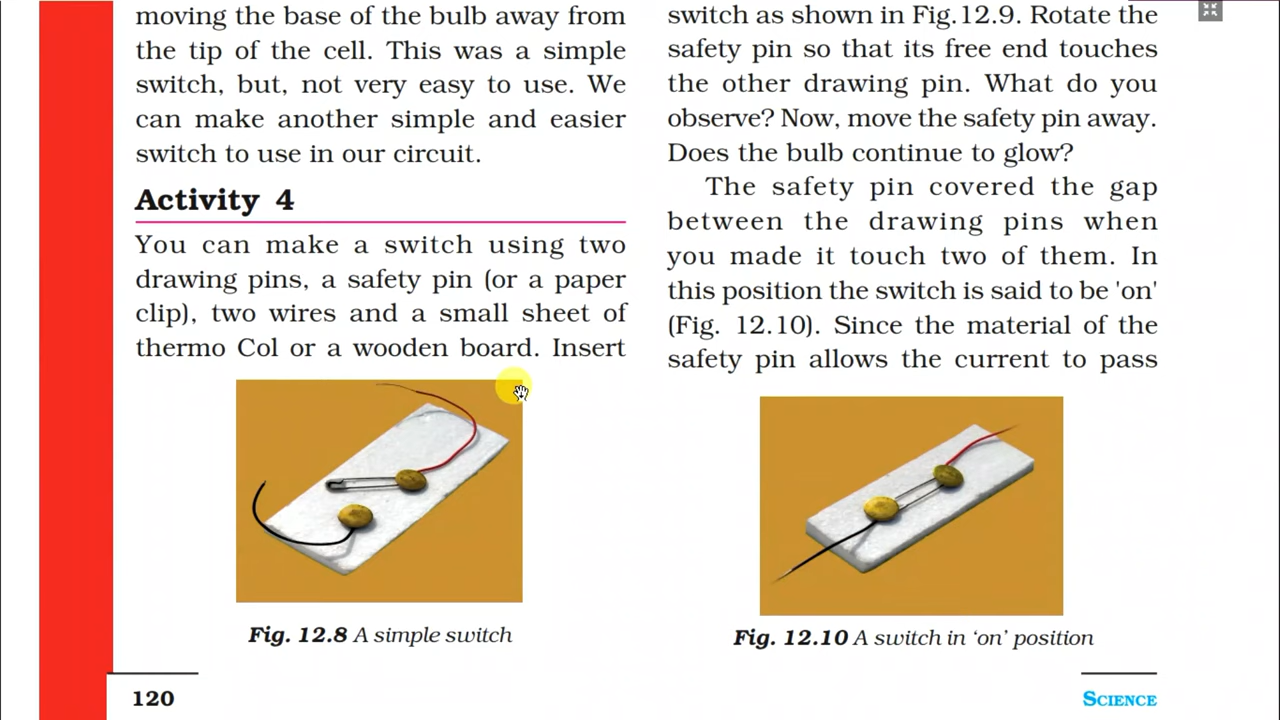 moving the base of the bulb away from
the tip of the cell. This was a simple
switch, but, not very easy to use. We
can make another simple and easier
switch to use in our circuit.
Activity 4
You can make a switch using two
drawing pins, a safety pin (or a paper
clip), two wires and a small sheet of
thermo Col or a wooden board. Insert
Fig. 12.8 A simple switch
switch as shown in Fig.12.9. Rotate the
safety pin so that its free end touches
the other drawing pin. What do you
observe? Now, move the safety pin away.
Does the bulb continue to glow?
The safety pin covered the gap
between the drawing pins when
you made it touch two of them. In
this position the switch is said to be 'on'
(Fig. 12.10). Since the material of the
safety pin allows the current to pass
Fig. 12.10 A switch in ‘on’ position
120
SCIENCE